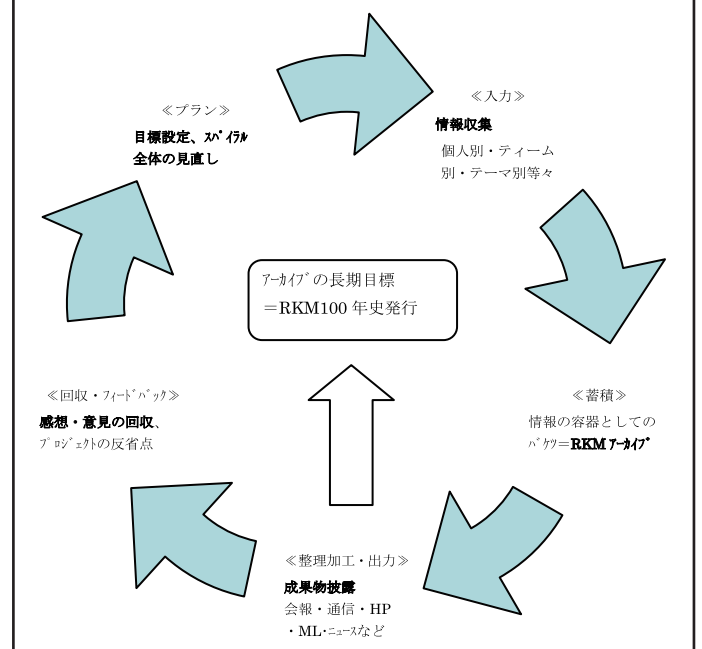 ≪プラン≫
目標設定、ｽﾊﾟｲﾗﾙ
全体の見直し
≪入力≫
情報収集
個人別・ティーム
別・テーマ別等々
ｱｰｶｲﾌﾞの長期目標
＝RKM100 年史発行
≪回収・ﾌｨｰﾄﾞﾊﾞｯｸ≫
感想・意見の回収、
ﾌﾟﾛｼﾞｪｸﾄの反省点
≪蓄積≫
情報の容器としての
ﾊﾞｹﾂ＝RKM ｱｰｶｲﾌﾞ
≪整理加工・出力≫
成果物披露
会報・通信・HP
・ML・ﾆｭｰｽなど